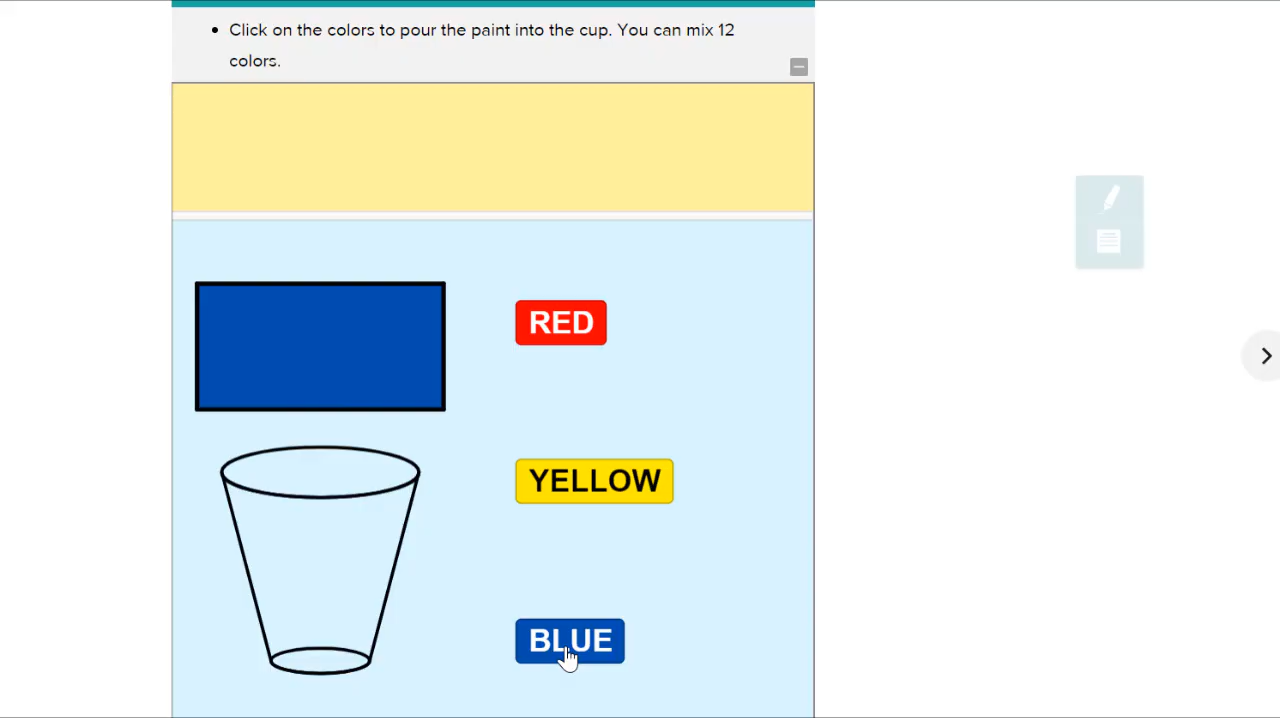 Click on the colors to pour the paint into the cup. You can mix 12
colors.
RED
YELLOW
BLUE